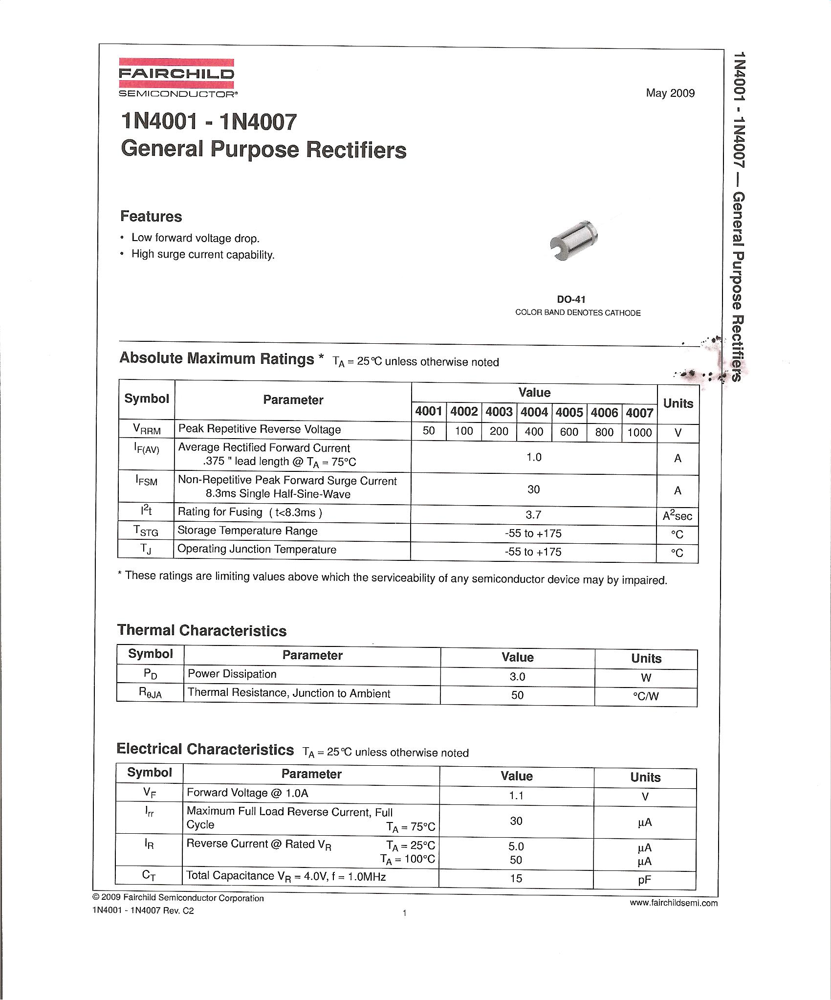 FAIRCHILD
SEMICONDUCTOR®
May 2009
1N4001 - 1N4007
General Purpose Rectifiers
1N4001 - 1N4007 — General Purpose Rectifiers
Features
• Low forward voltage drop.
• High surge current capability.
DO-41
COLOR BAND DENOTES CATHODE
Absolute Maximum Ratings * TA = 25°C unless otherwise noted
Symbol Parameter Value Units
4001 4002 4003 4004 4005 4006 4007
VRRM Peak Repetitive Reverse Voltage 50 100 200 400 600 800 1000 V
IF(AV) Average Rectified Forward Current
.375 " lead length @ TA = 75°C 1.0 A
IFSM Non-Repetitive Peak Forward Surge Current
8.3ms Single Half-Sine-Wave 30 A
I²t Rating for Fusing ( t<8.3ms ) 3.7 A²sec
TSTG Storage Temperature Range -55 to +175 °C
TJ Operating Junction Temperature -55 to +175 °C
* These ratings are limiting values above which the serviceability of any semiconductor device may by impaired.
Thermal Characteristics
Symbol Parameter Value Units
PD Power Dissipation 3.0 W
RθJA Thermal Resistance, Junction to Ambient 50 °C/W
Electrical Characteristics TA = 25°C unless otherwise noted
Symbol Parameter Value Units
VF Forward Voltage @ 1.0A 1.1 V
Irr Maximum Full Load Reverse Current, Full
Cycle TA = 75°C 30 μA
IR Reverse Current @ Rated VR TA = 25°C 5.0 μA
TA = 100°C 50 μA
CT Total Capacitance VR = 4.0V, f = 1.0MHz 15 pF
© 2009 Fairchild Semiconductor Corporation
www.fairchildsemi.com
1N4001 - 1N4007 Rev. C2
1